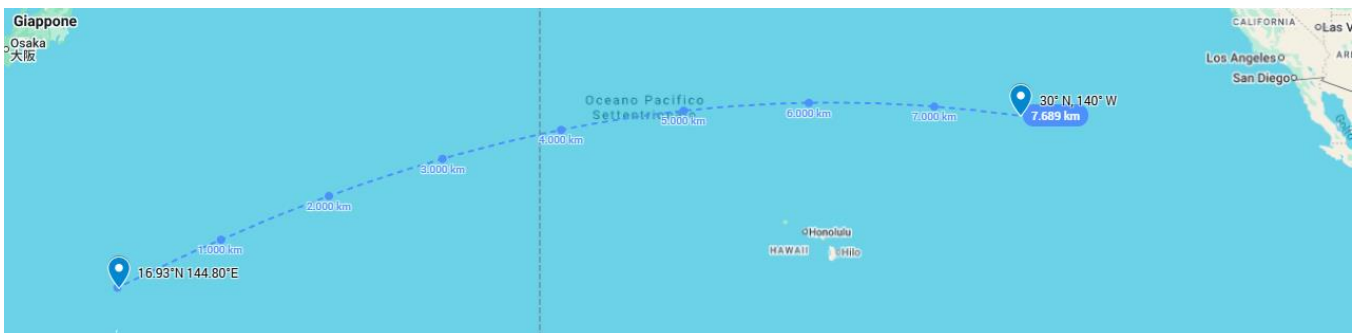 Giappone
Osaka
大阪
CALIFORNIA
Las V
Los Angeles
AR
San Diego
Oceano Pacifico
Settentrionale
30° N, 140° W
7.689 km
7.000 km
6.000 km
5.000 km
4.000 km
3.000 km
2.000 km
1.000 km
Honolulu
HAWAII
Hilo
16.93°N 144.80°E